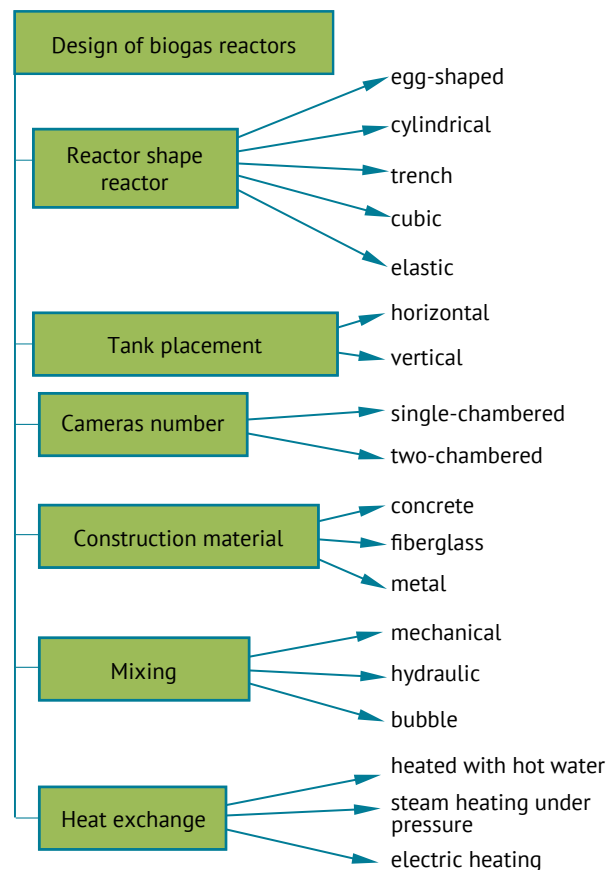 Design of biogas reactors
Reactor shape
reactor
egg-shaped
cylindrical
trench
cubic
elastic
Tank placement
horizontal
vertical
Cameras number
single-chambered
two-chambered
Construction material
concrete
fiberglass
metal
Mixing
mechanical
hydraulic
bubble
Heat exchange
heated with hot water
steam heating under
pressure
electric heating